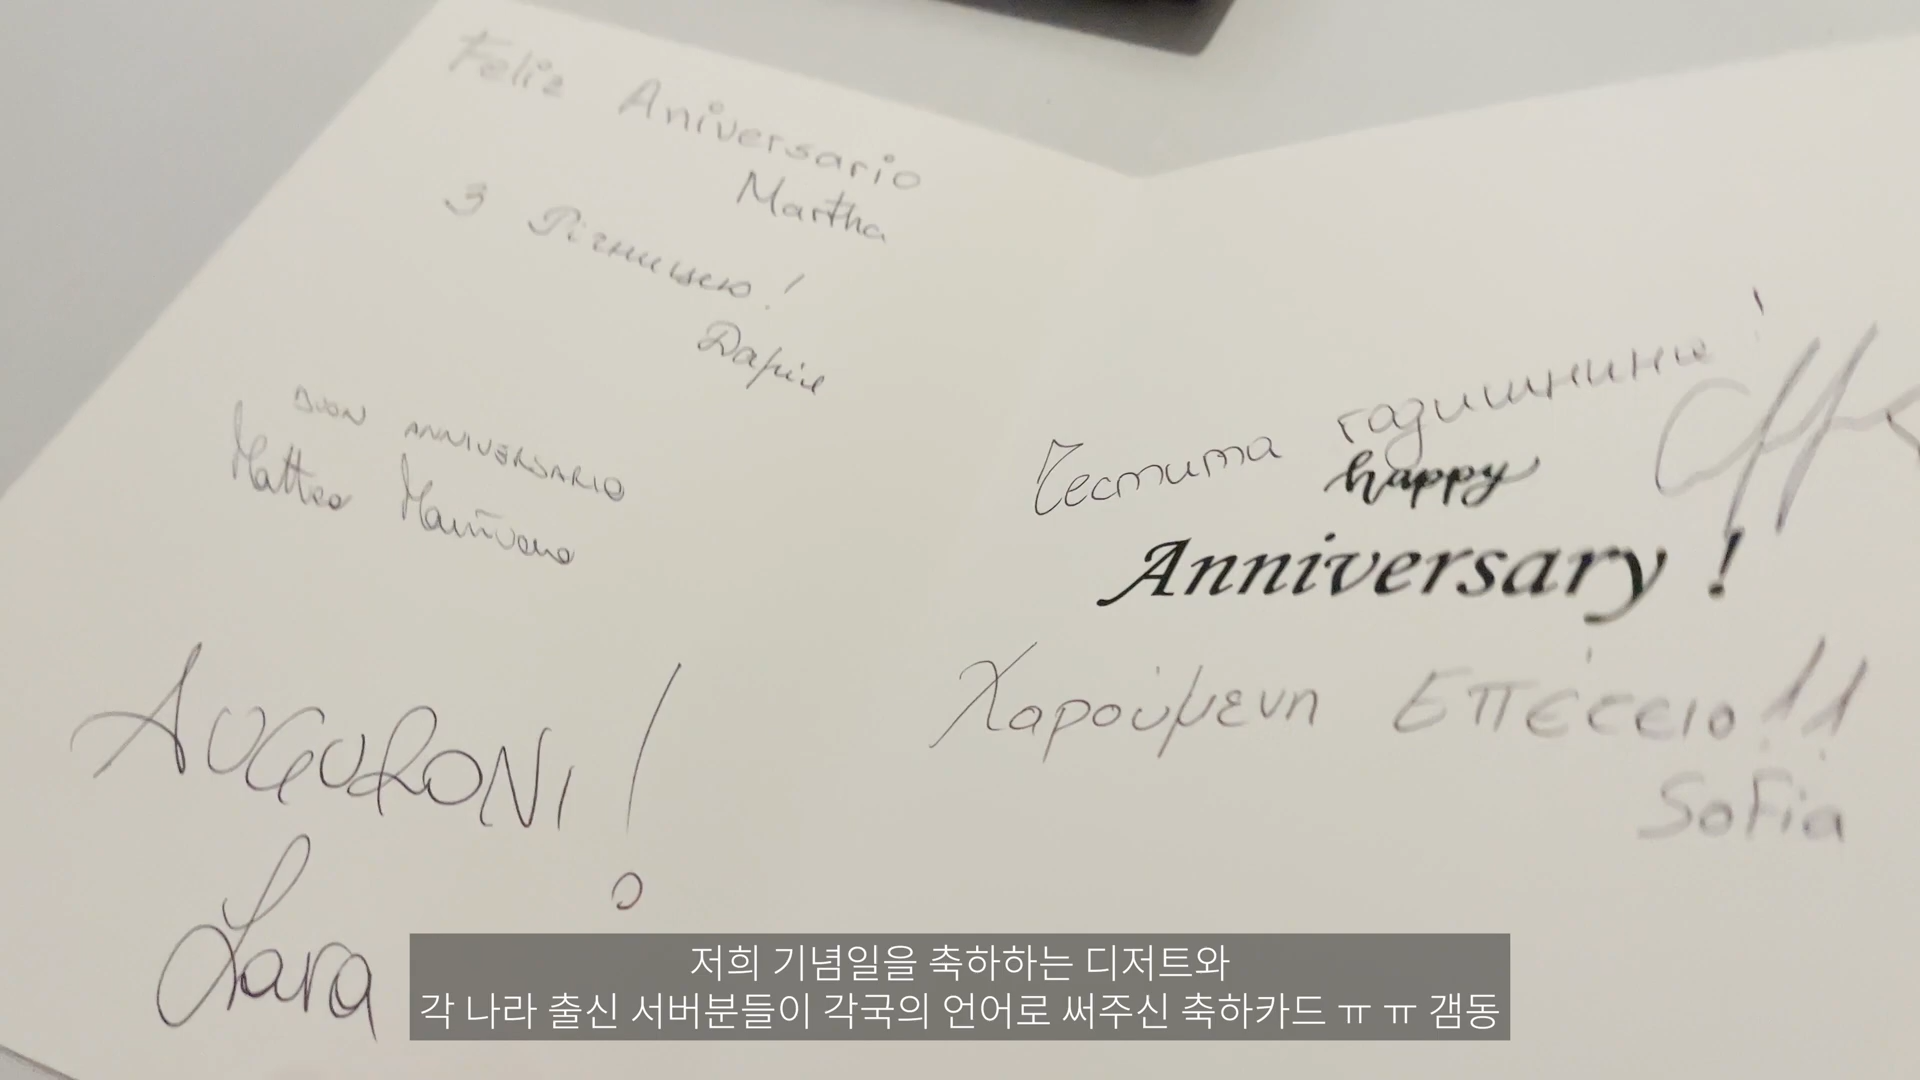 Feliz Aniversario
Martha
З Річницею!
Дарія
BUON ANNIVERSARIO
Matteo
AUGURONI!
Lara
Честита годишнина!
happy
Anniversary !
Χαρούμενη Επέτειο!!
SoFia
저희 기념일을 축하하는 디저트와
각 나라 출신 서버분들이 각국의 언어로 써주신 축하카드 ㅠ ㅠ 갬동